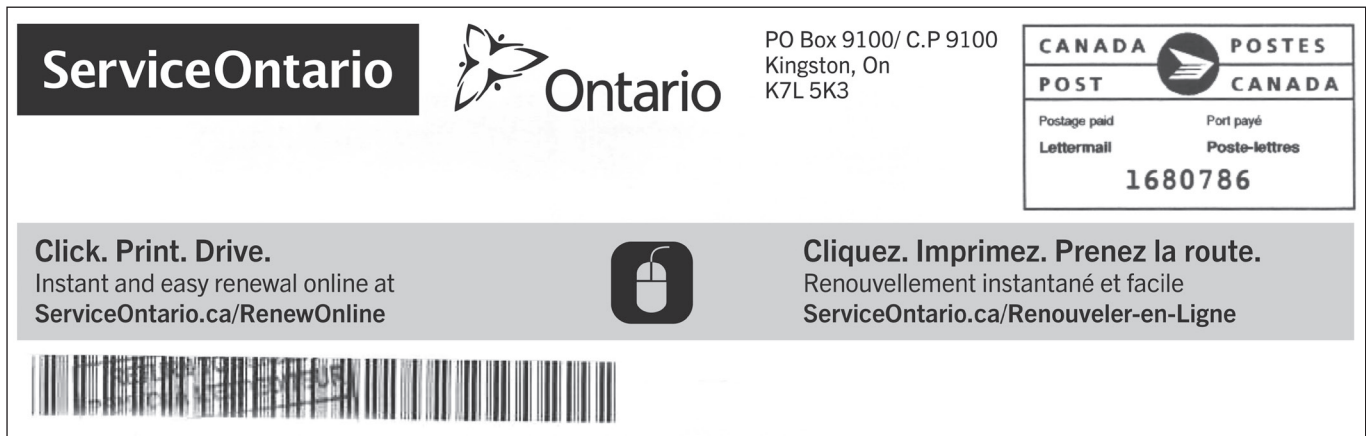 ServiceOntario
Ontario
PO Box 9100/ C.P 9100
Kingston, On
K7L 5K3
CANADA POSTES
POST CANADA
Postage paid Port payé
Lettermail Poste-lettres
1680786
Click. Print. Drive.
Instant and easy renewal online at
ServiceOntario.ca/RenewOnline
Cliquez. Imprimez. Prenez la route.
Renouvellement instantané et facile
ServiceOntario.ca/Renouveler-en-Ligne